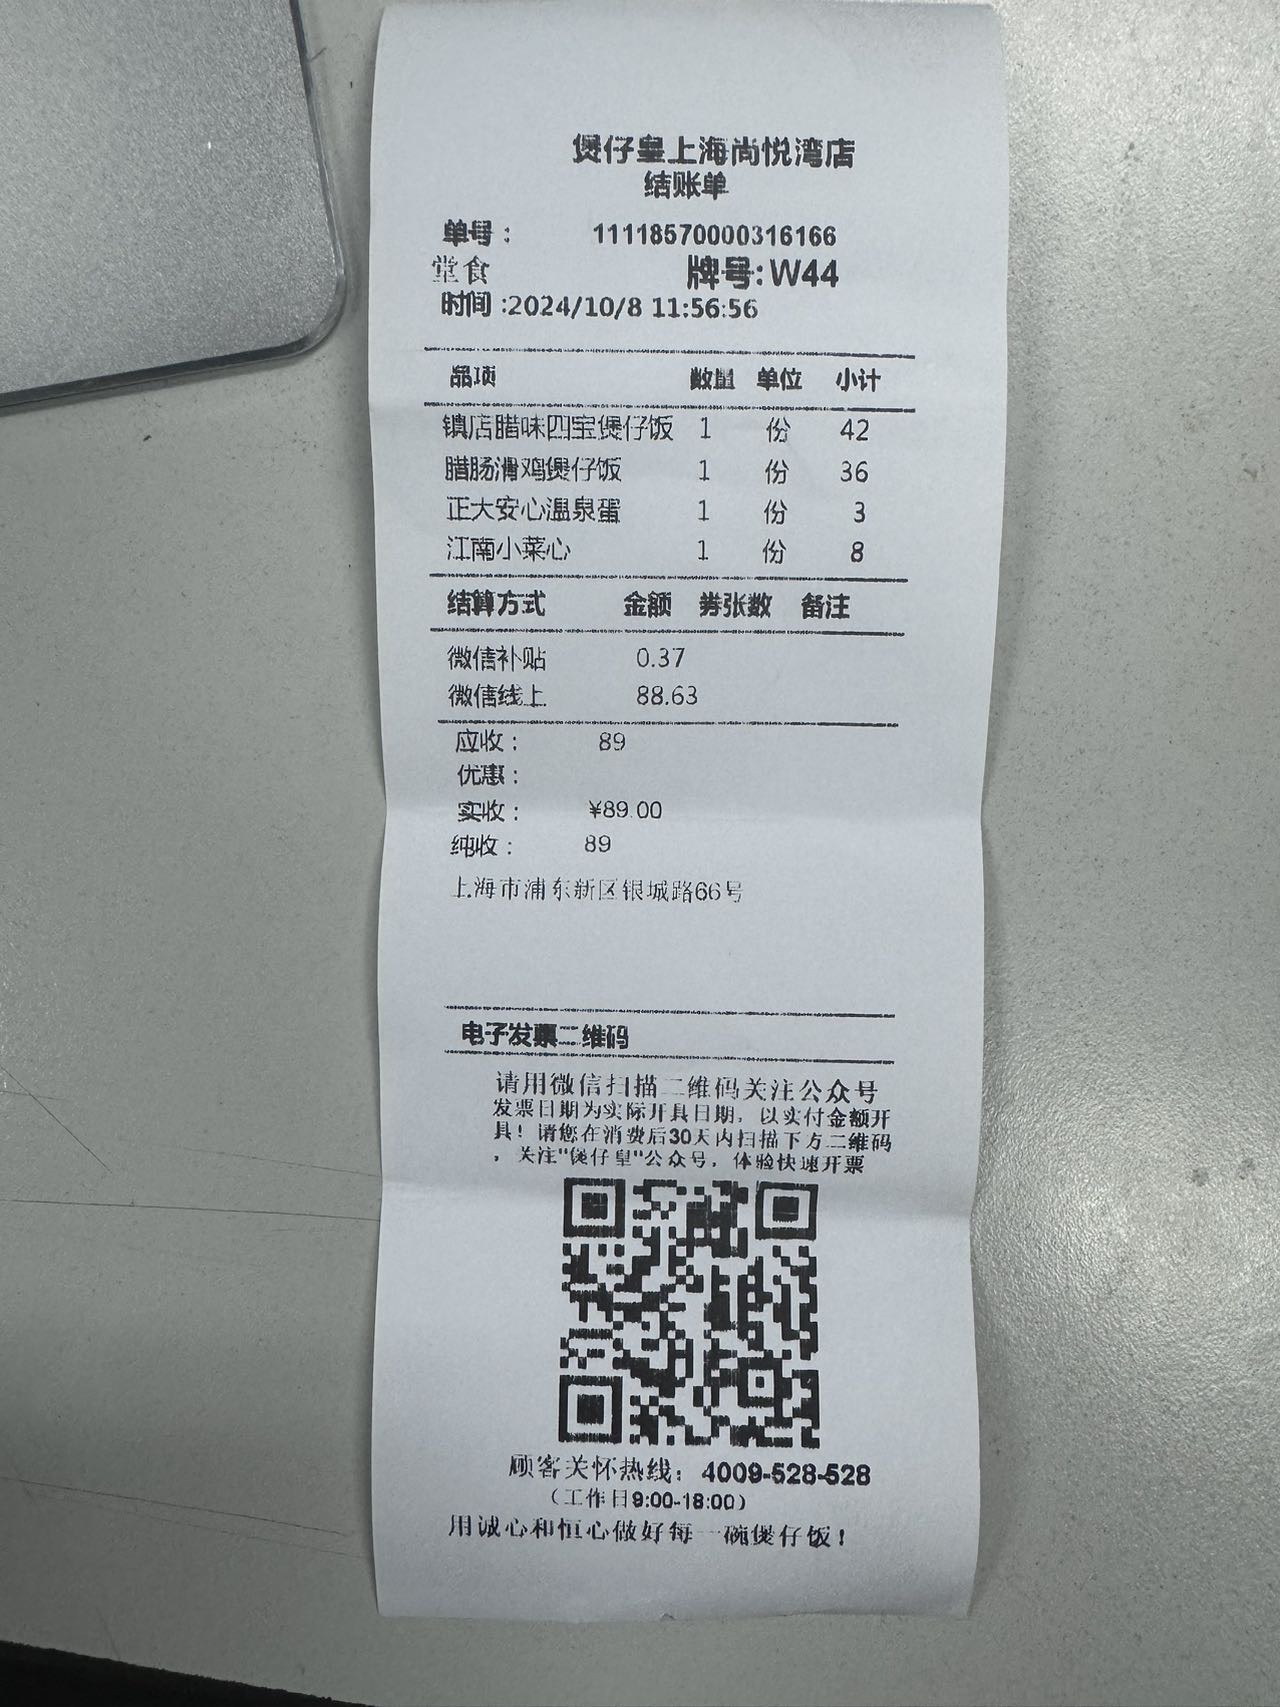 煲仔皇上海尚悦湾店
结账单
单号： 11118570000316166
堂食 牌号:W44
时间 :2024/10/8 11:56:56
品项 数量 单位 小计
镇店腊味四宝煲仔饭 1 份 42
腊肠滑鸡煲仔饭 1 份 36
正大安心温泉蛋 1 份 3
江南小菜心 1 份 8
结算方式 金额 券张数 备注
微信补贴 0.37
微信线上 88.63
应收： 89
优惠：
实收： ¥89.00
纯收： 89
上海市浦东新区银城路66号
电子发票二维码
请用微信扫描二维码关注公众号
发票日期为实际开具日期，以实付金额开
具！请您在消费后30天内扫描下方二维码
，关注"煲仔皇"公众号，体验快速开票
顾客关怀热线：4009-528-528
（工作日9:00-18:00）
用诚心和恒心做好每一碗煲仔饭！